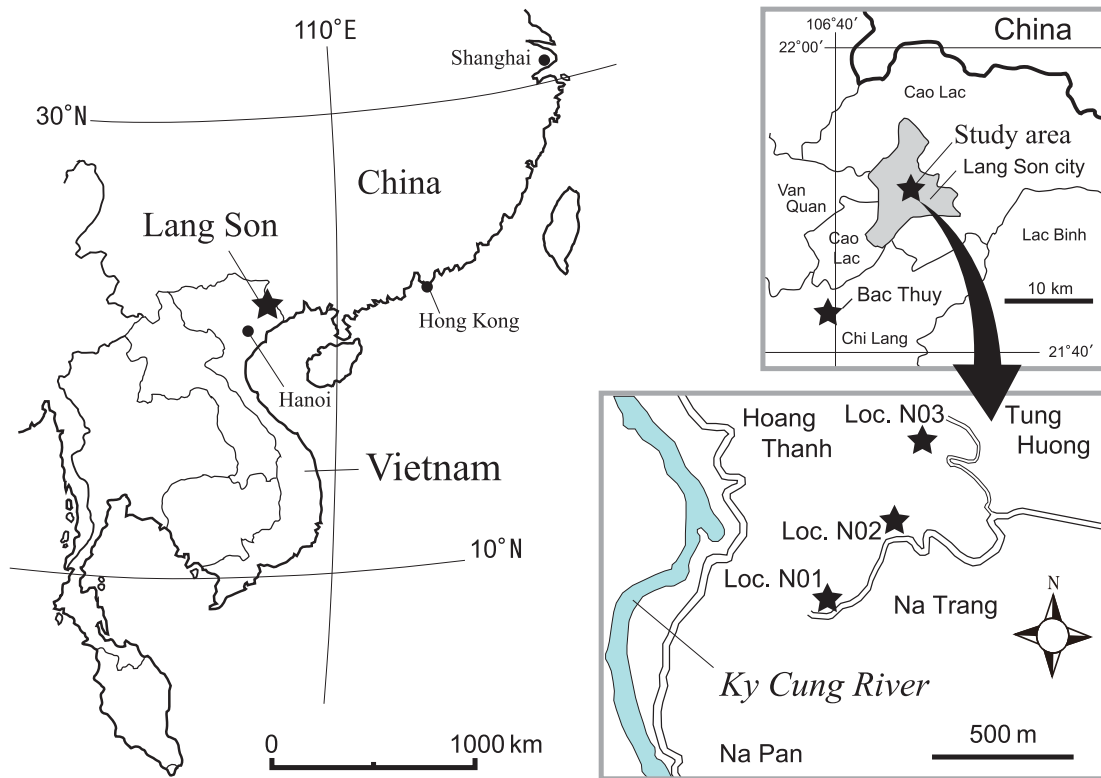 110°E
Shanghai
30°N
China
Lang Son
Hong Kong
Hanoi
Vietnam
10°N
0
1000 km
106°40′
22°00′
China
Cao Lac
Study area
Lang Son city
Van
Quan
Cao
Lac
Lac Binh
Bac Thuy
10 km
Chi Lang
21°40′
Hoang
Thanh
Loc. N03
Tung
Huong
Loc. N02
Loc. N01
Na Trang
N
Ky Cung River
500 m
Na Pan